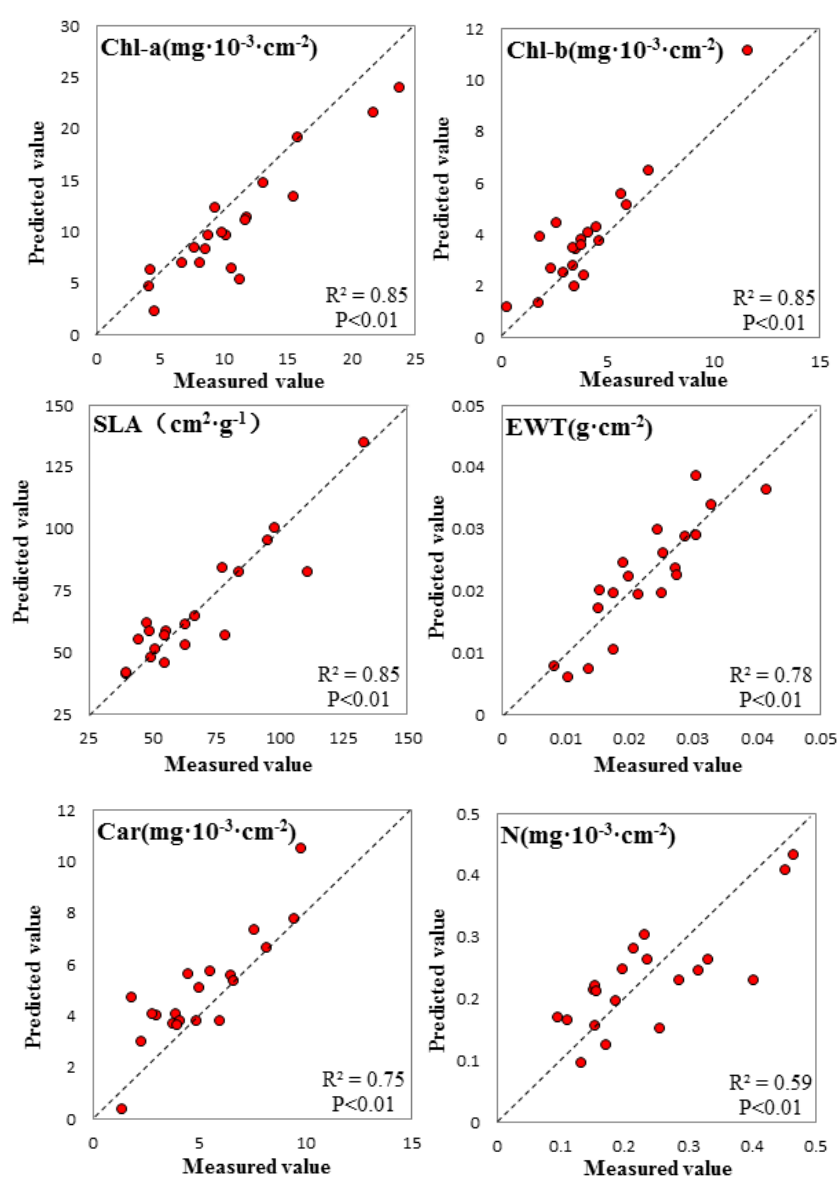 30
25
20
15
10
5
0
Predicted value
Chl-a(mg·10⁻³·cm⁻²)
R² = 0.85
P<0.01
0 5 10 15 20 25
Measured value
12
10
8
6
4
2
0
Predicted value
Chl-b(mg·10⁻³·cm⁻²)
R² = 0.85
P<0.01
0 5 10 15
Measured value
150
125
100
75
50
25
Predicted value
SLA（cm²·g⁻¹）
R² = 0.85
P<0.01
25 50 75 100 125 150
Measured value
0.05
0.04
0.03
0.02
0.01
0
Predicted value
EWT(g·cm⁻²)
R² = 0.78
P<0.01
0 0.01 0.02 0.03 0.04 0.05
Measured value
12
10
8
6
4
2
0
Predicted value
Car(mg·10⁻³·cm⁻²)
R² = 0.75
P<0.01
0 5 10 15
Measured value
0.5
0.4
0.3
0.2
0.1
0
Predicted value
N(mg·10⁻³·cm⁻²)
R² = 0.59
P<0.01
0 0.1 0.2 0.3 0.4 0.5
Measured value